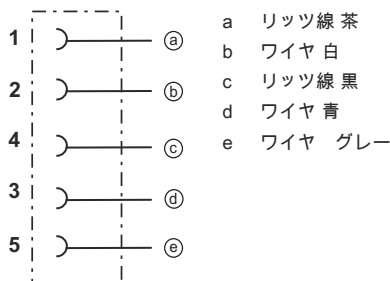 1 ⓐ
2 ⓑ
4 ⓒ
3 ⓓ
5 ⓔ
a リッツ線 茶
b ワイヤ 白
c リッツ線 黒
d ワイヤ 青
e ワイヤ　グレー